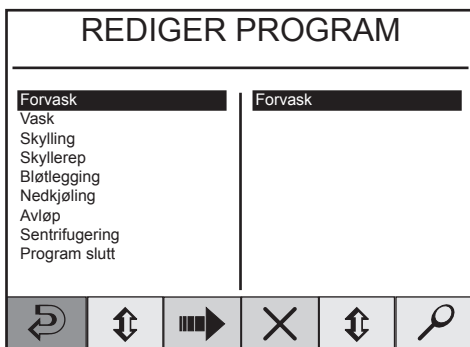 REDIGER PROGRAM
Forvask
Vask
Skylling
Skyllerep
Bløtlegging
Nedkjøling
Avløp
Sentrifugering
Program slutt
Forvask